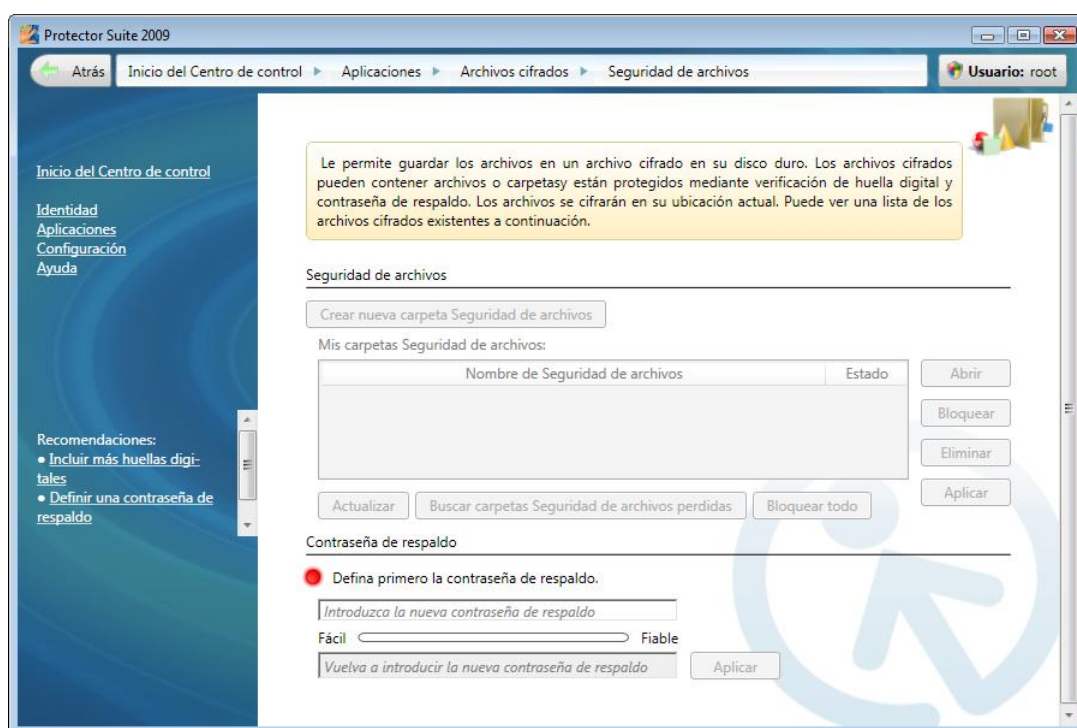 Protector Suite 2009
Atrás
Inicio del Centro de control
Aplicaciones
Archivos cifrados
Seguridad de archivos
Usuario: root
Inicio del Centro de control
Identidad
Aplicaciones
Configuración
Ayuda
Recomendaciones:
• Incluir más huellas digi-
tales
• Definir una contraseña de
respaldo
Le permite guardar los archivos en un archivo cifrado en su disco duro. Los archivos cifrados
pueden contener archivos o carpetasy están protegidos mediante verificación de huella digital y
contraseña de respaldo. Los archivos se cifrarán en su ubicación actual. Puede ver una lista de los
archivos cifrados existentes a continuación.
Seguridad de archivos
Crear nueva carpeta Seguridad de archivos
Mis carpetas Seguridad de archivos:
Nombre de Seguridad de archivos
Estado
Abrir
Bloquear
Eliminar
Aplicar
Actualizar
Buscar carpetas Seguridad de archivos perdidas
Bloquear todo
Contraseña de respaldo
Defina primero la contraseña de respaldo.
Introduzca la nueva contraseña de respaldo
Fácil
Fiable
Vuelva a introducir la nueva contraseña de respaldo
Aplicar